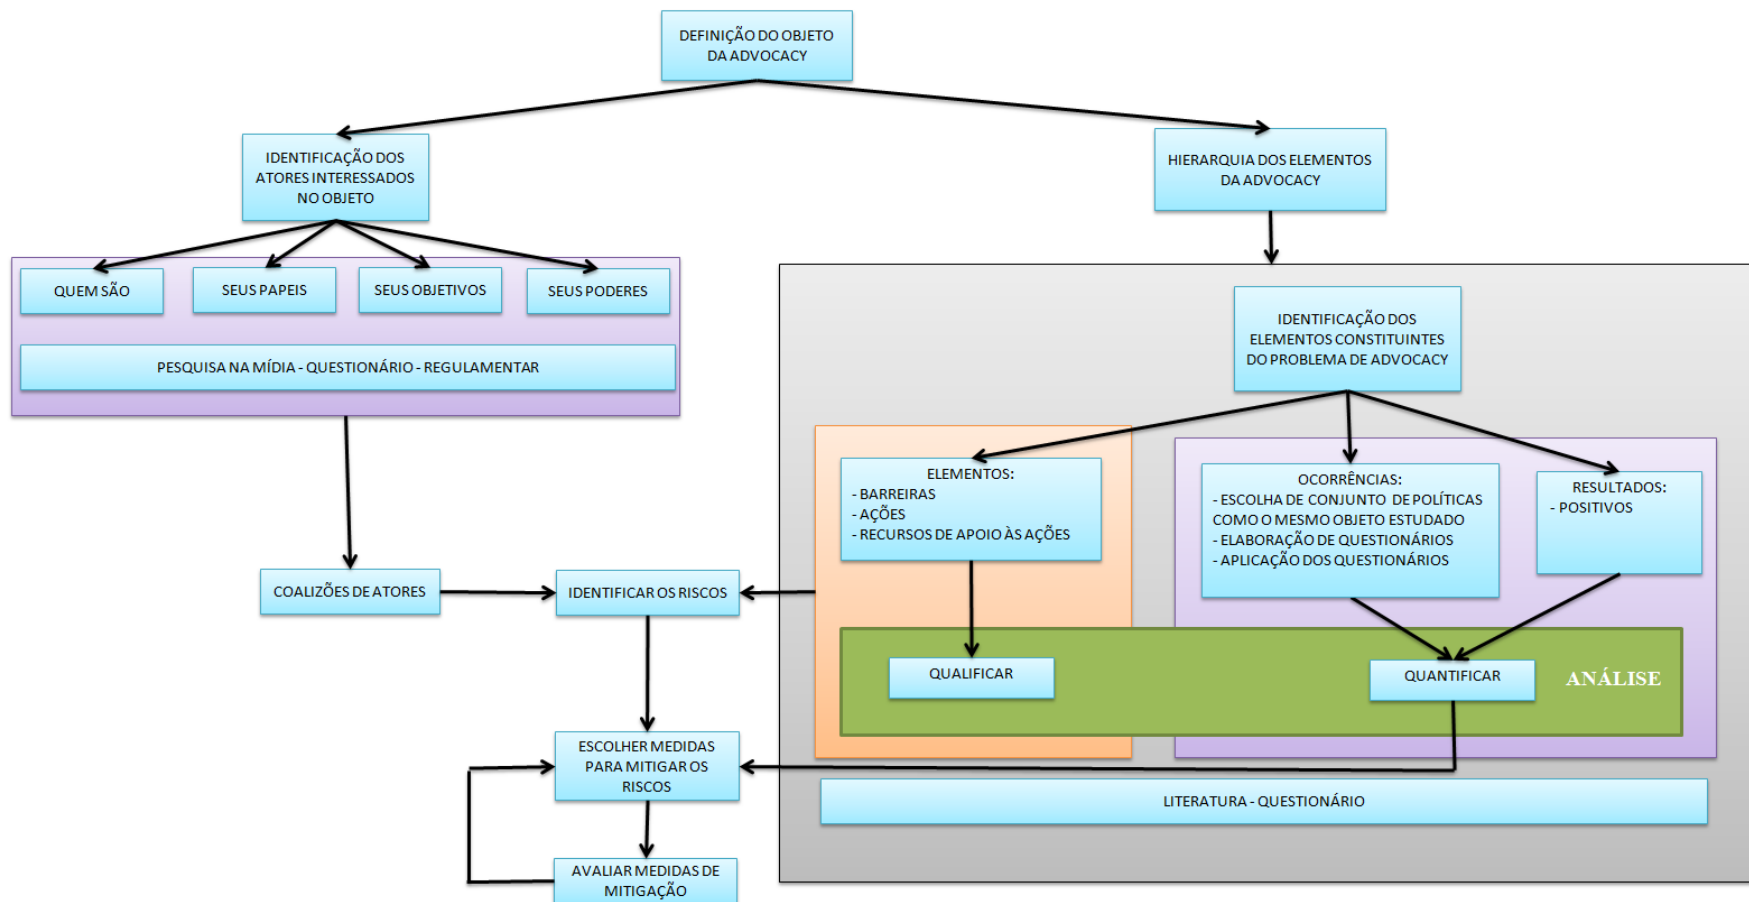 DEFINIÇÃO DO OBJETO
DA ADVOCACY
IDENTIFICAÇÃO DOS
ATORES INTERESSADOS
NO OBJETO
HIERARQUIA DOS ELEMENTOS
DA ADVOCACY
QUEM SÃO
SEUS PAPEIS
SEUS OBJETIVOS
SEUS PODERES
PESQUISA NA MÍDIA - QUESTIONÁRIO - REGULAMENTAR
IDENTIFICAÇÃO DOS
ELEMENTOS CONSTITUINTES
DO PROBLEMA DE ADVOCACY
ELEMENTOS:
- BARREIRAS
- AÇÕES
- RECURSOS DE APOIO ÀS AÇÕES
OCORRÊNCIAS:
- ESCOLHA DE CONJUNTO DE POLÍTICAS
COMO O MESMO OBJETO ESTUDADO
- ELABORAÇÃO DE QUESTIONÁRIOS
- APLICAÇÃO DOS QUESTIONÁRIOS
RESULTADOS:
- POSITIVOS
COALIZÕES DE ATORES
IDENTIFICAR OS RISCOS
QUALIFICAR
QUANTIFICAR
ANÁLISE
ESCOLHER MEDIDAS
PARA MITIGAR OS
RISCOS
LITERATURA - QUESTIONÁRIO
AVALIAR MEDIDAS DE
MITIGAÇÃO